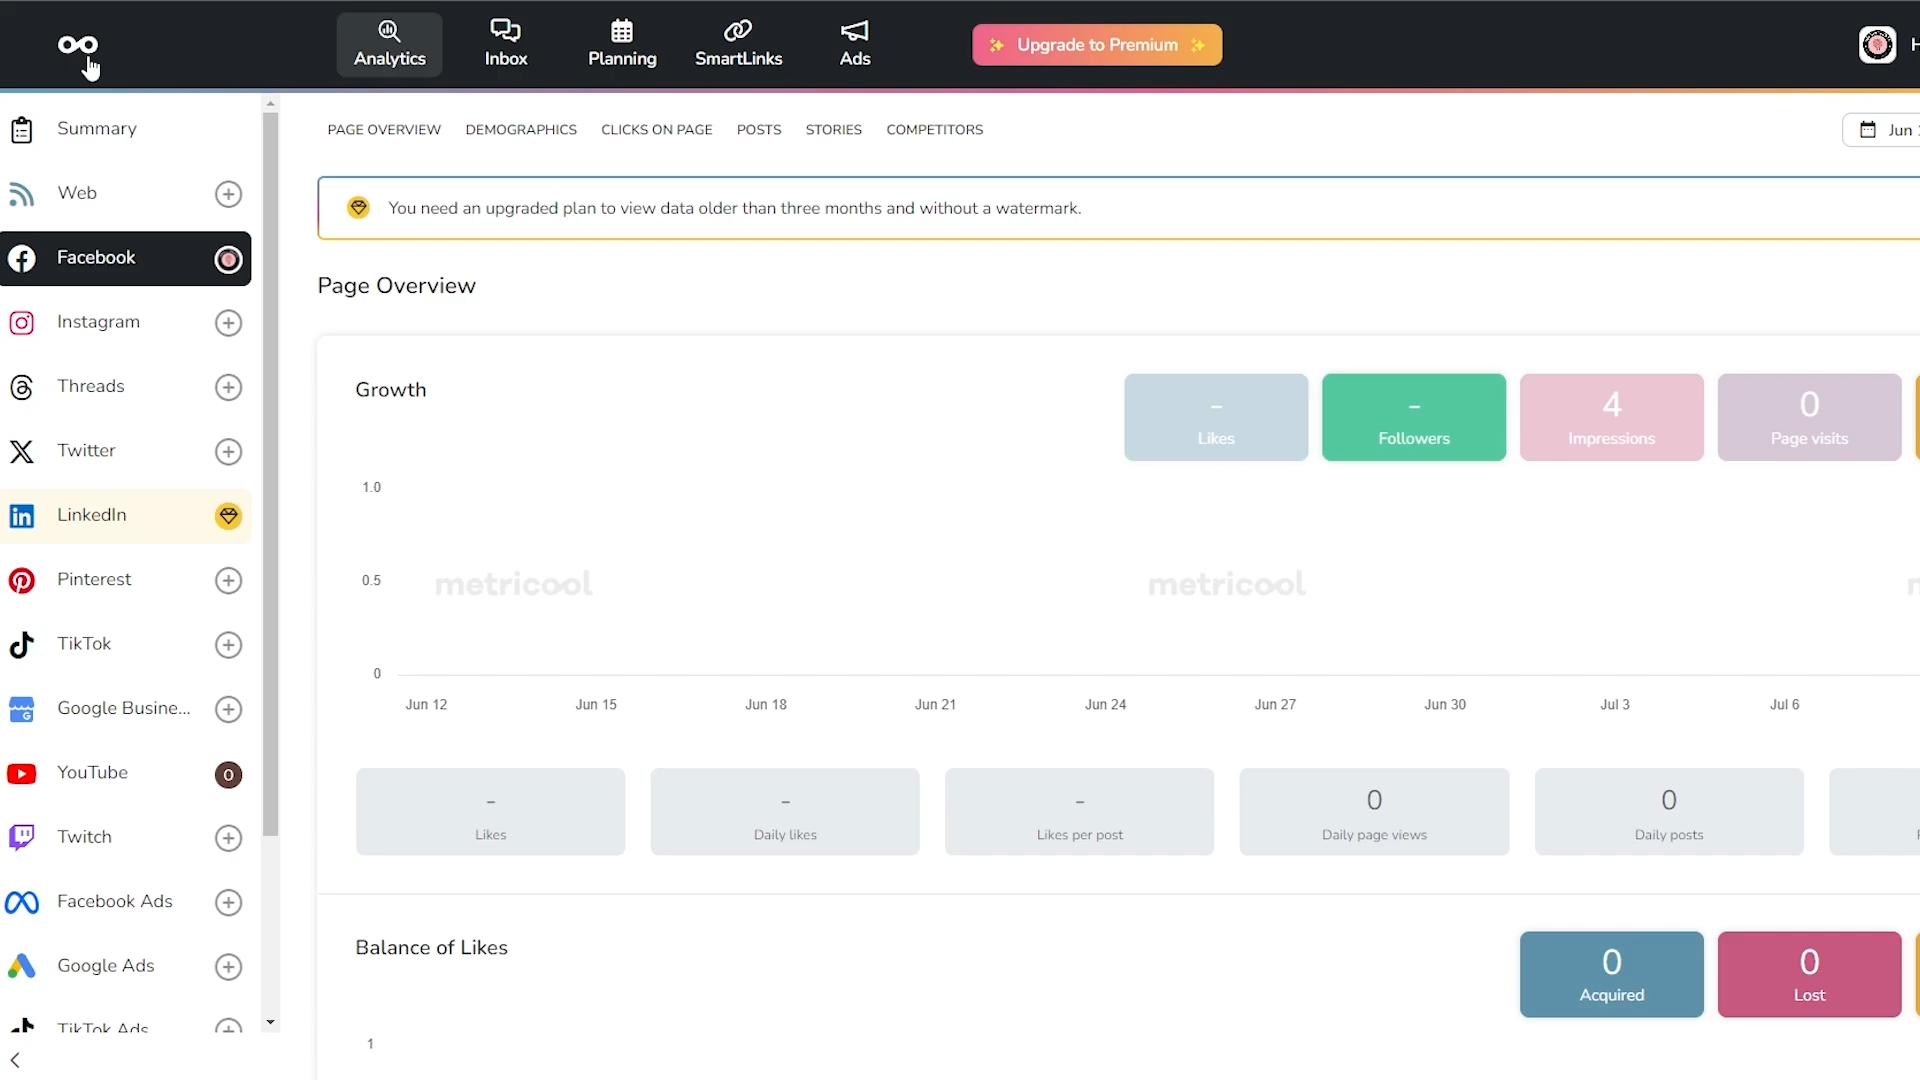 Analytics
Inbox
Planning
SmartLinks
Ads
Upgrade to Premium
Summary
Web
Facebook
Instagram
Threads
Twitter
LinkedIn
Pinterest
TikTok
Google Busine...
YouTube
O
Twitch
Facebook Ads
Google Ads
TikTok Ads
PAGE OVERVIEW DEMOGRAPHICS CLICKS ON PAGE POSTS STORIES COMPETITORS
Jun
You need an upgraded plan to view data older than three months and without a watermark.
Page Overview
Growth
-
Likes
-
Followers
4
Impressions
0
Page visits
1.0
0.5
0
metricool
metricool
Jun 12 Jun 15 Jun 18 Jun 21 Jun 24 Jun 27 Jun 30 Jul 3 Jul 6
-
Likes
-
Daily likes
-
Likes per post
0
Daily page views
0
Daily posts
Balance of Likes
0
Acquired
0
Lost
1